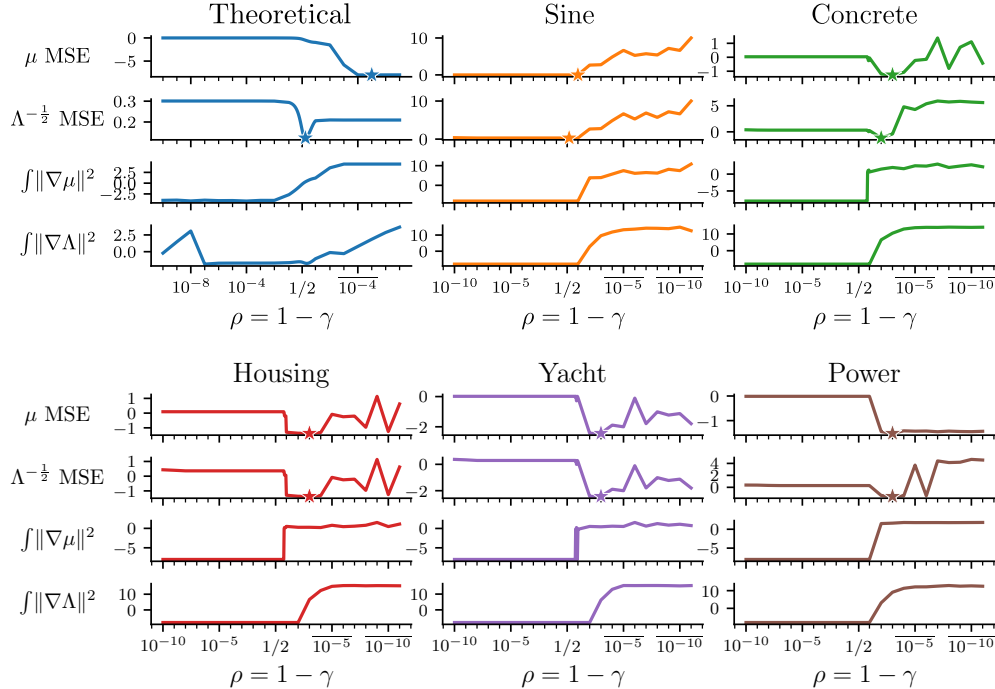 Theoretical Sine Concrete
μ MSE 0 −5 10 0 1 −1
Λ^{−1/2} MSE 0.3 0.2 10 0 5 0
∫‖∇μ‖² 2.5 0.0 −2.5 10 0 0 −5
∫‖∇Λ‖² 2.5 0.0 10 0 10 0
10⁻⁸ 10⁻⁴ 1/2 \overline{10⁻⁴} 10⁻¹⁰ 10⁻⁵ 1/2 \overline{10⁻⁵} \overline{10⁻¹⁰} 10⁻¹⁰ 10⁻⁵ 1/2 \overline{10⁻⁵} \overline{10⁻¹⁰}
ρ = 1 − γ ρ = 1 − γ ρ = 1 − γ
Housing Yacht Power
μ MSE 1 0 −1 0 −2 0 −1
Λ^{−1/2} MSE 1 −1 0 −2 4 2 0
∫‖∇μ‖² 0 −5 0 −5 0 −5
∫‖∇Λ‖² 10 0 10 0 10 0
10⁻¹⁰ 10⁻⁵ 1/2 \overline{10⁻⁵} \overline{10⁻¹⁰} 10⁻¹⁰ 10⁻⁵ 1/2 \overline{10⁻⁵} \overline{10⁻¹⁰} 10⁻¹⁰ 10⁻⁵ 1/2 \overline{10⁻⁵} \overline{10⁻¹⁰}
ρ = 1 − γ ρ = 1 − γ ρ = 1 − γ